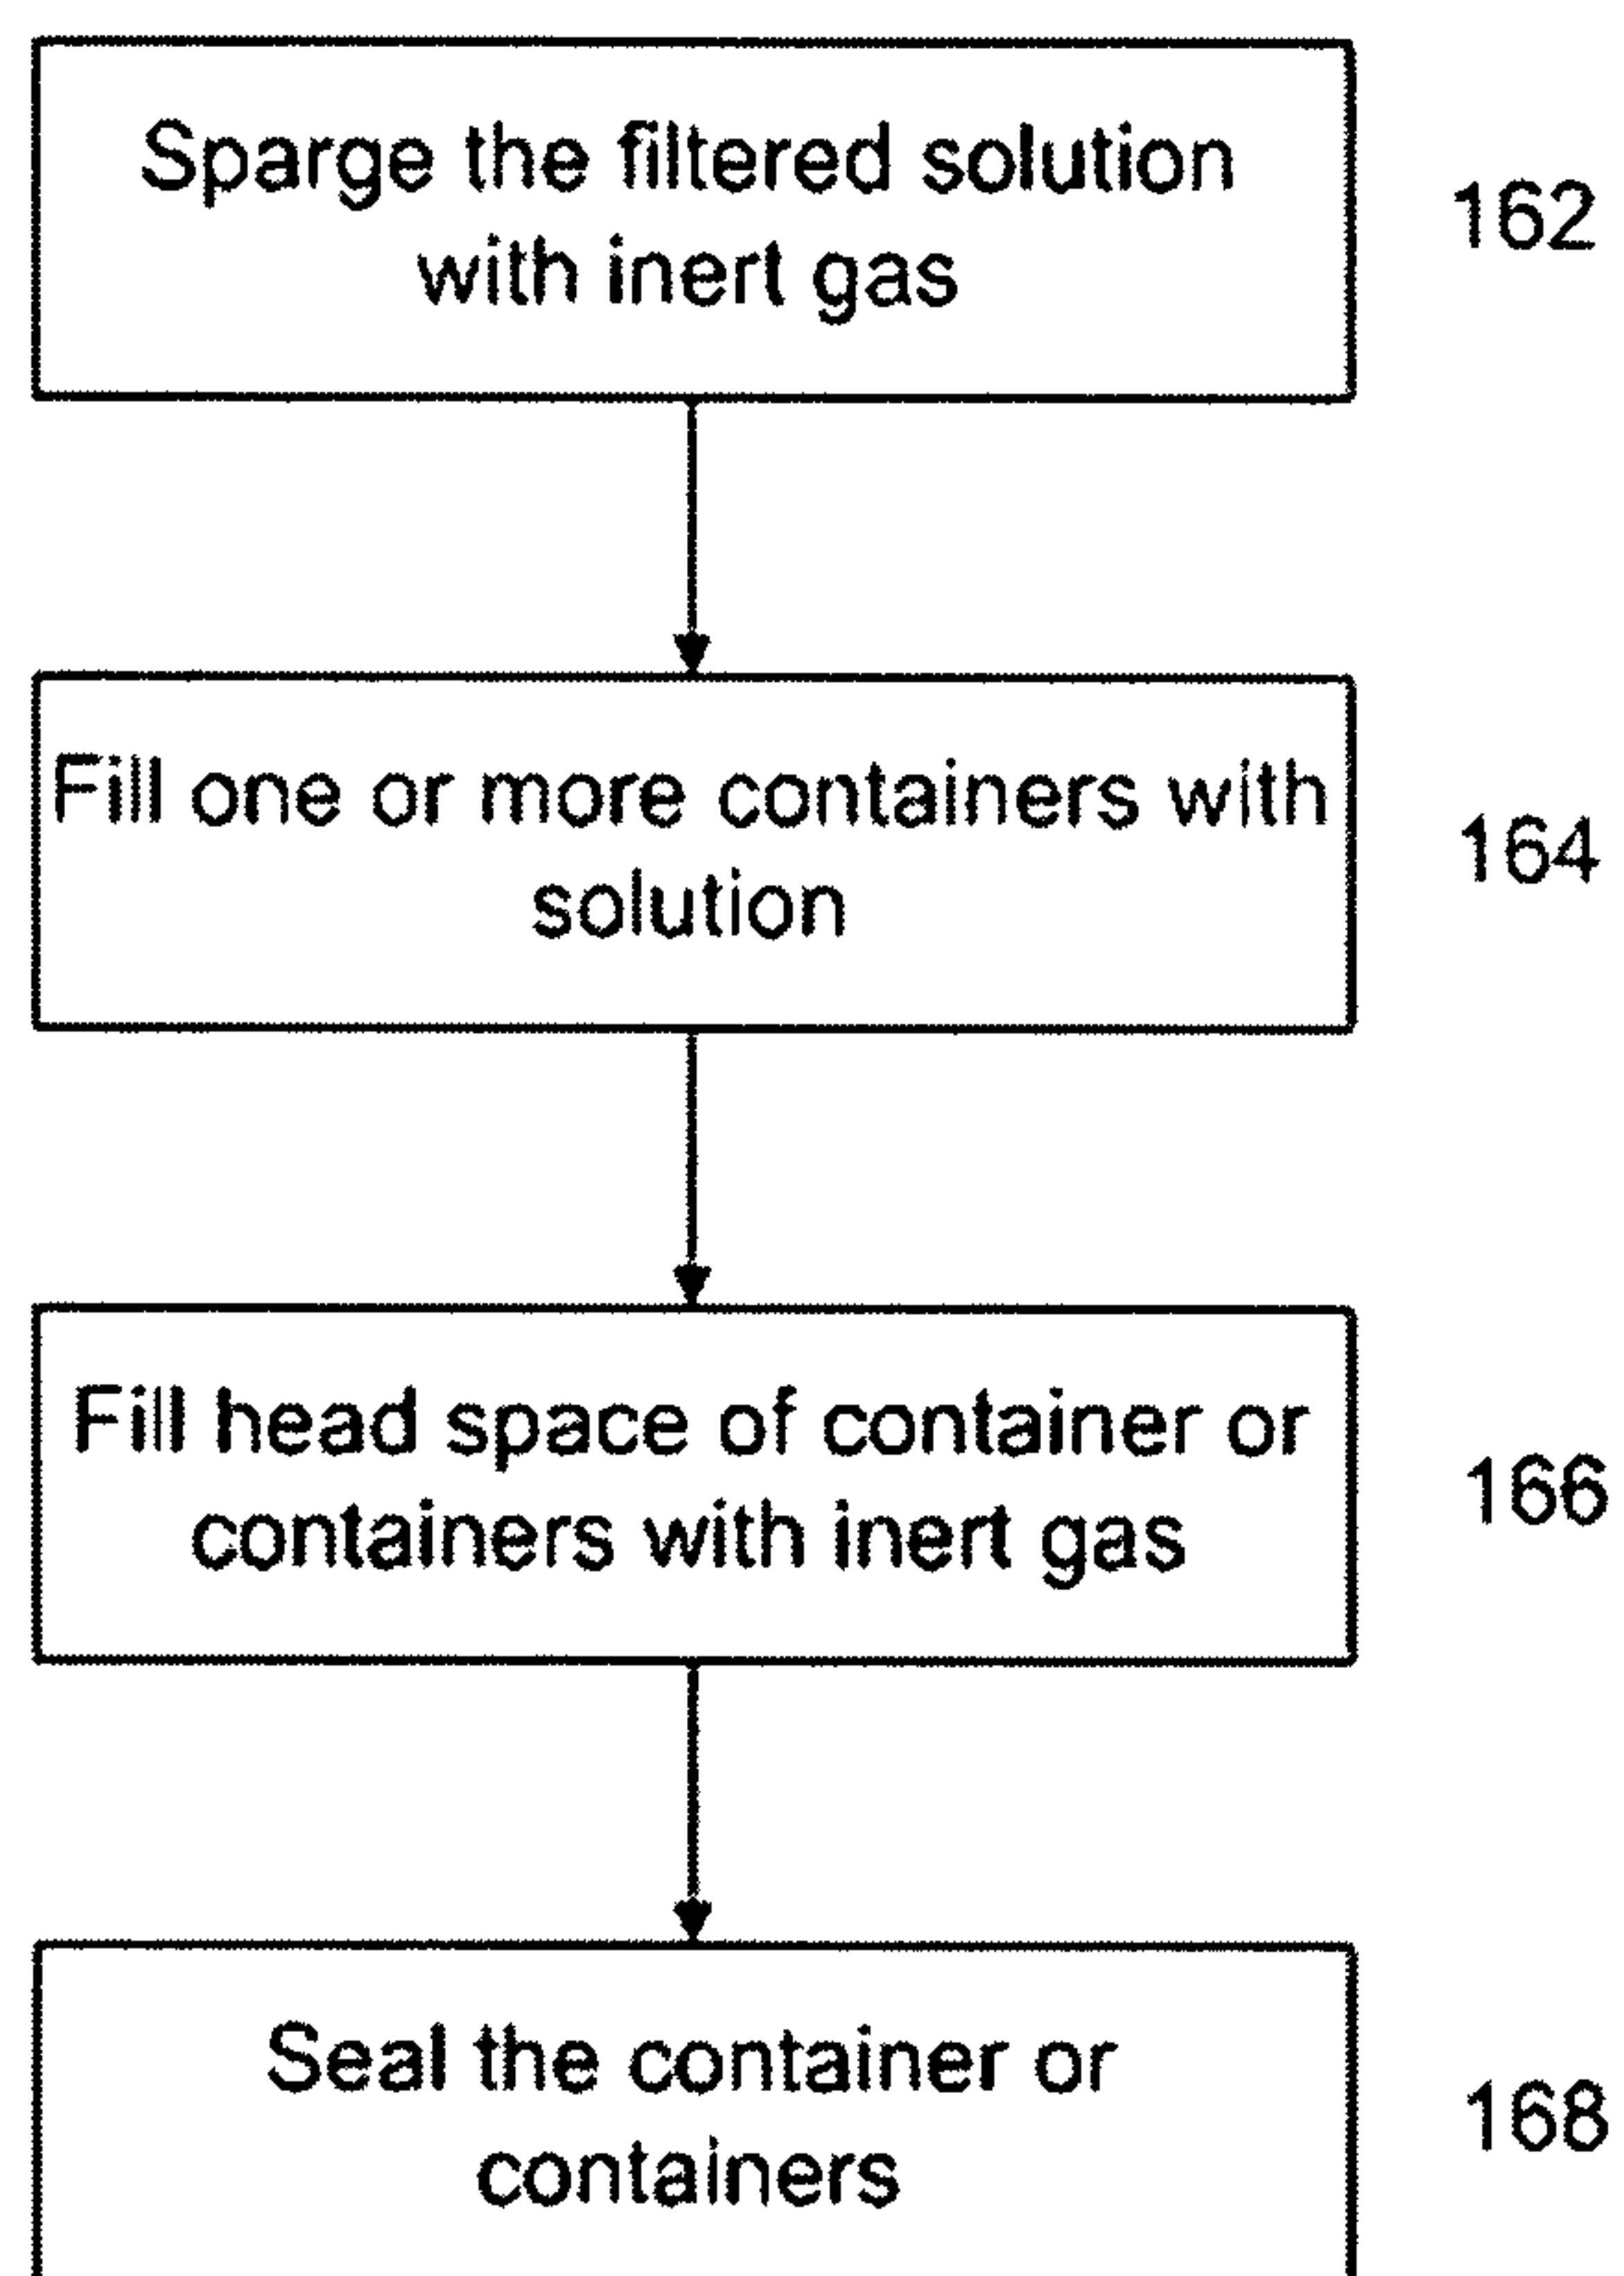 Sparge the filtered solution
with inert gas
162
Fill one or more containers with
solution
164
Fill head space of container or
containers with inert gas
166
Seal the container or
containers
168